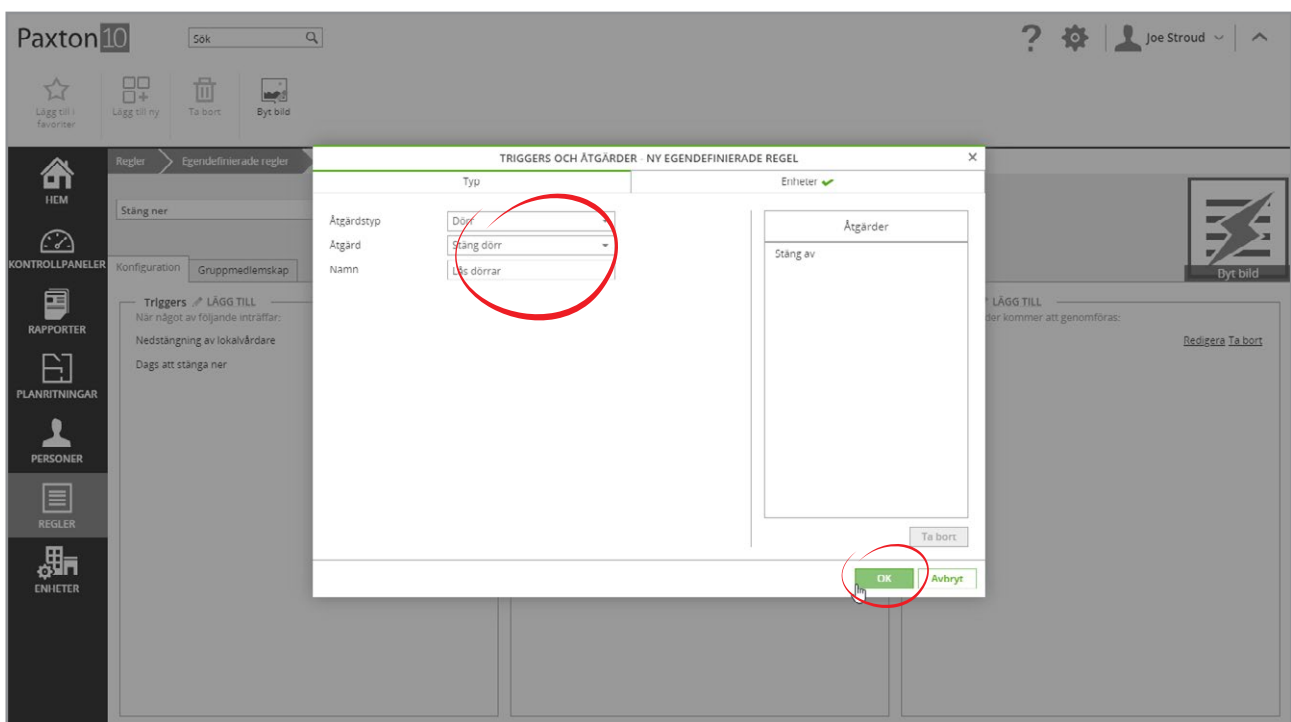 Paxton 10
Sök
? Joe Stroud
Lägg till i
favoriter
Lägg till ny
Ta bort
Byt bild
HEM
KONTROLLPANELER
RAPPORTER
PLANRITNINGAR
PERSONER
REGLER
ENHETER
Regler Egendefinierade regler
Stäng ner
Byt bild
Konfiguration Gruppmedlemskap
Triggers LÄGG TILL
När något av följande inträffar:
Nedstängning av lokalvårdare
Dags att stänga ner
LÄGG TILL
der kommer att genomföras:
Redigera Ta bort
TRIGGERS OCH ÅTGÄRDER - NY EGENDEFINIERADE REGEL
Typ
Enheter
Åtgärdstyp Dörr
Åtgärd Stäng dörr
Namn Lås dörrar
Åtgärder
Stäng av
Ta bort
OK Avbryt